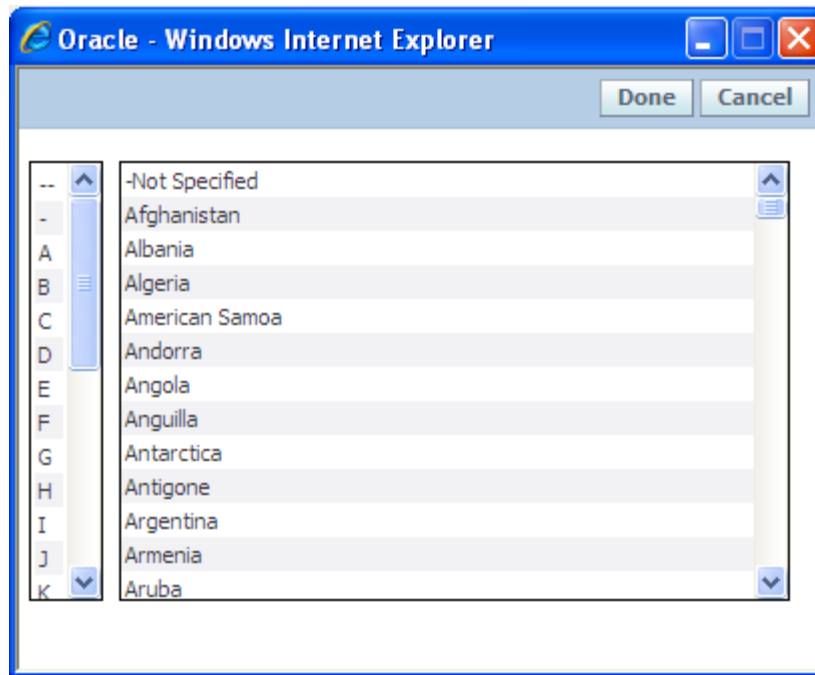 Oracle - Windows Internet Explorer
Done Cancel
--
-
A
B
C
D
E
F
G
H
I
J
K
-Not Specified
Afghanistan
Albania
Algeria
American Samoa
Andorra
Angola
Anguilla
Antarctica
Antigone
Argentina
Armenia
Aruba